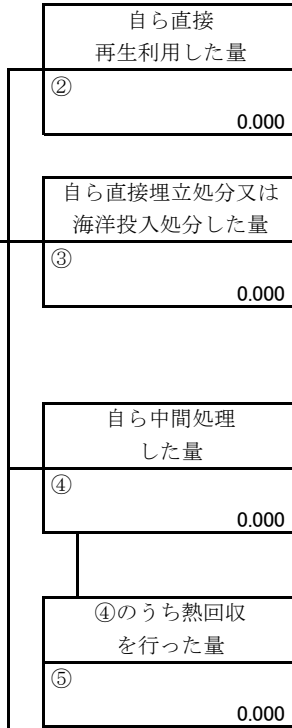 自ら直接
再生利用した量
②
0.000
自ら直接埋立処分又は
海洋投入処分した量
③
0.000
自ら中間処理
した量
④
0.000
④のうち熱回収
を行った量
⑤
0.000